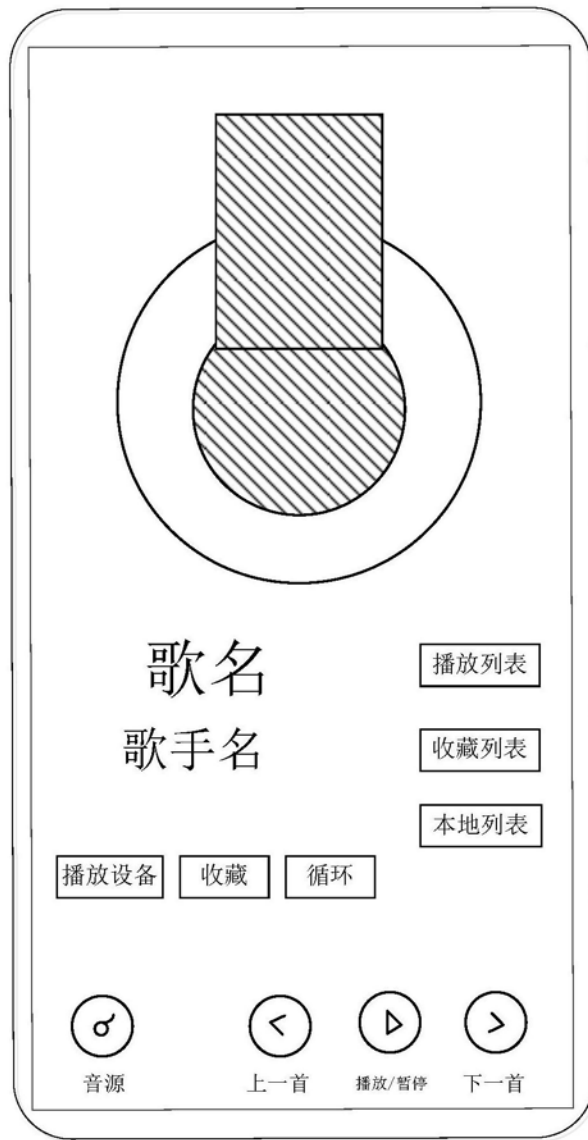 歌名
播放列表
歌手名
收藏列表
本地列表
播放设备
收藏
循环
音源
上一首
播放/暂停
下一首